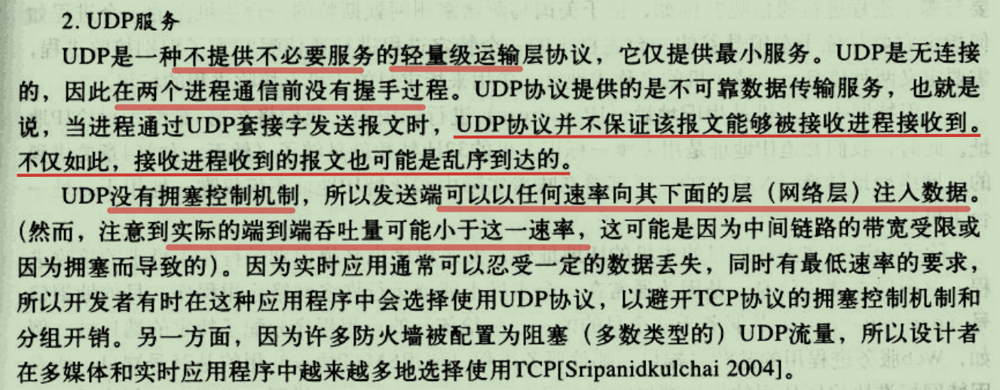 2. UDP服务
UDP是一种不提供不必要服务的轻量级运输层协议，它仅提供最小服务。UDP是无连接
的，因此在两个进程通信前没有握手过程。UDP协议提供的是不可靠数据传输服务，也就是
说，当进程通过UDP套接字发送报文时，UDP协议并不保证该报文能够被接收进程接收到。
不仅如此，接收进程收到的报文也可能是乱序到达的。
UDP没有拥塞控制机制，所以发送端可以以任何速率向其下面的层（网络层）注入数据。
(然而，注意到实际的端到端吞吐量可能小于这一速率，这可能是因为中间链路的带宽受限或
因为拥塞而导致的）。因为实时应用通常可以忍受一定的数据丢失，同时有最低速率的要求，
所以开发者有时在这种应用程序中会选择使用UDP协议，以避开TCP协议的拥塞控制机制和
分组开销。另一方面，因为许多防火墙被配置为阻塞（多数类型的）UDP流量，所以设计者
在多媒体和实时应用程序中越来越多地选择使用TCP[Sripanidkulchai 2004]。